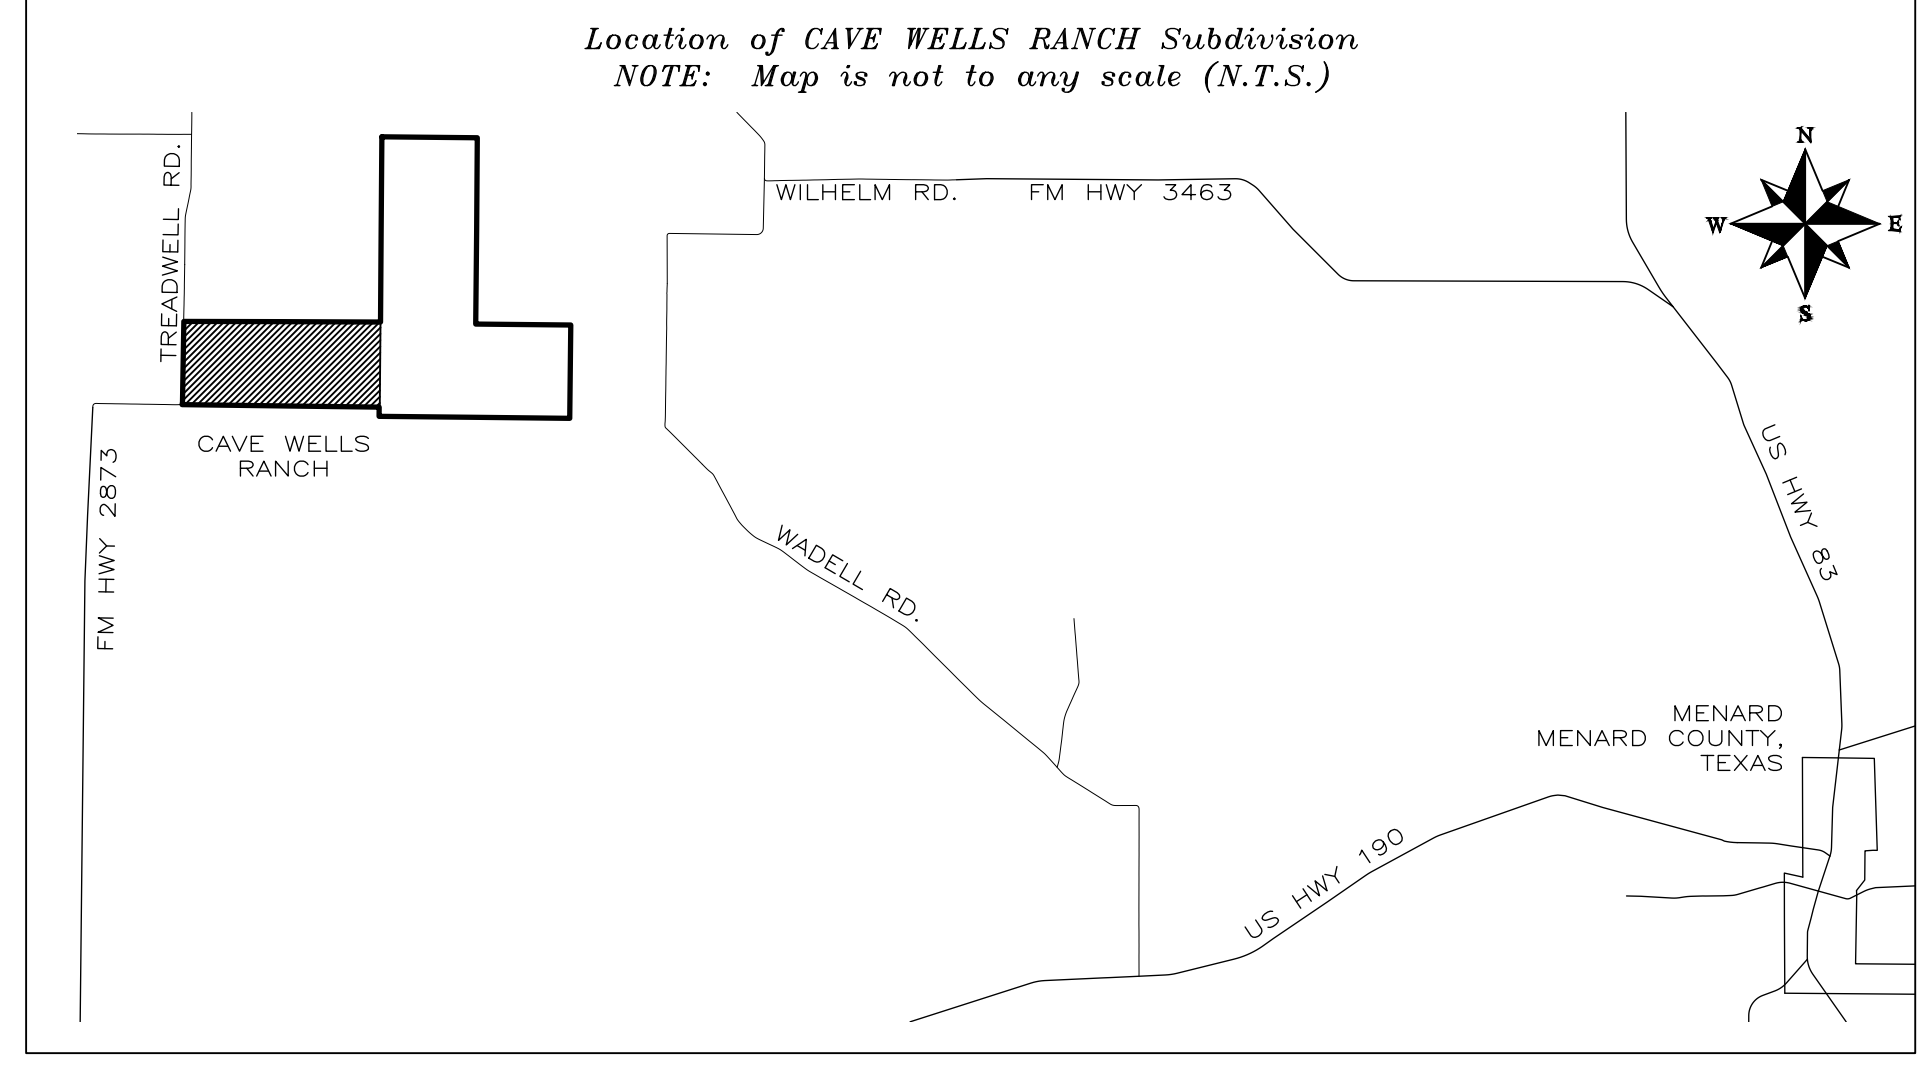 Location of CAVE WELLS RANCH Subdivision
NOTE: Map is not to any scale (N.T.S.)
N
W
E
S
TREADWELL RD.
WILHELM RD. FM HWY 3463
CAVE WELLS
RANCH
FM HWY 2873
WADELL RD.
US HWY 83
MENARD
MENARD COUNTY,
TEXAS
US HWY 190